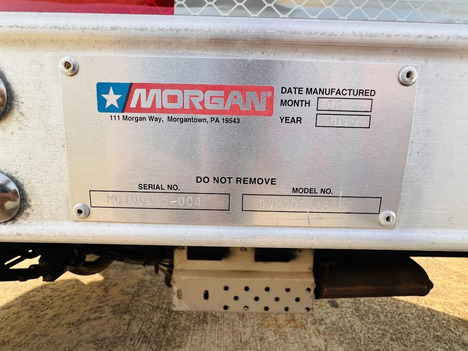 MORGAN®
111 Morgan Way, Morgantown, PA 19543
DATE MANUFACTURED
MONTH
YEAR
DO NOT REMOVE
SERIAL NO.
MODEL NO.